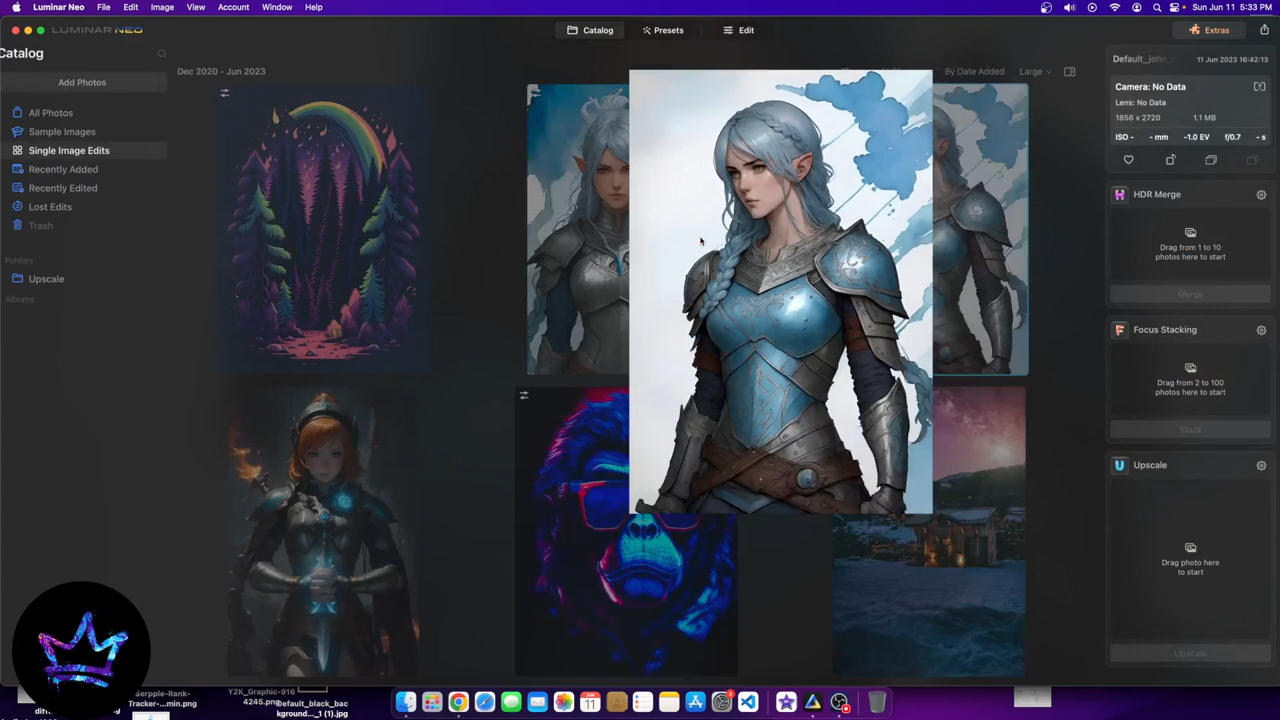 Luminar Neo File Edit Image View Account Window Help
Sun Jun 11 5:33 PM
LUMINAR NEO
Catalog Presets Edit
Extras
Catalog
Add Photos
All Photos
Sample Images
Single Image Edits
Recently Added
Recently Edited
Lost Edits
Trash
Folders
Upscale
Albums
Dec 2020 - Jun 2023
By Date Added Large
Default_john_ 11 Jun 2023 16:42:13
Camera: No Data
Lens: No Data
1856 x 2720 1.1 MB
ISO - - mm -1.0 EV f/0.7 - s
HDR Merge
Drag from 1 to 10
photos here to start
Merge
Focus Stacking
Drag from 2 to 100
photos here to start
Stack
Upscale
Drag photo here
to start
Upscale
Serpple-Rank-
Tracker-...min.png
Y2K_Graphic-916
4245.png
Default_black_bac
kground..._1 (1).jpg
JUN
11